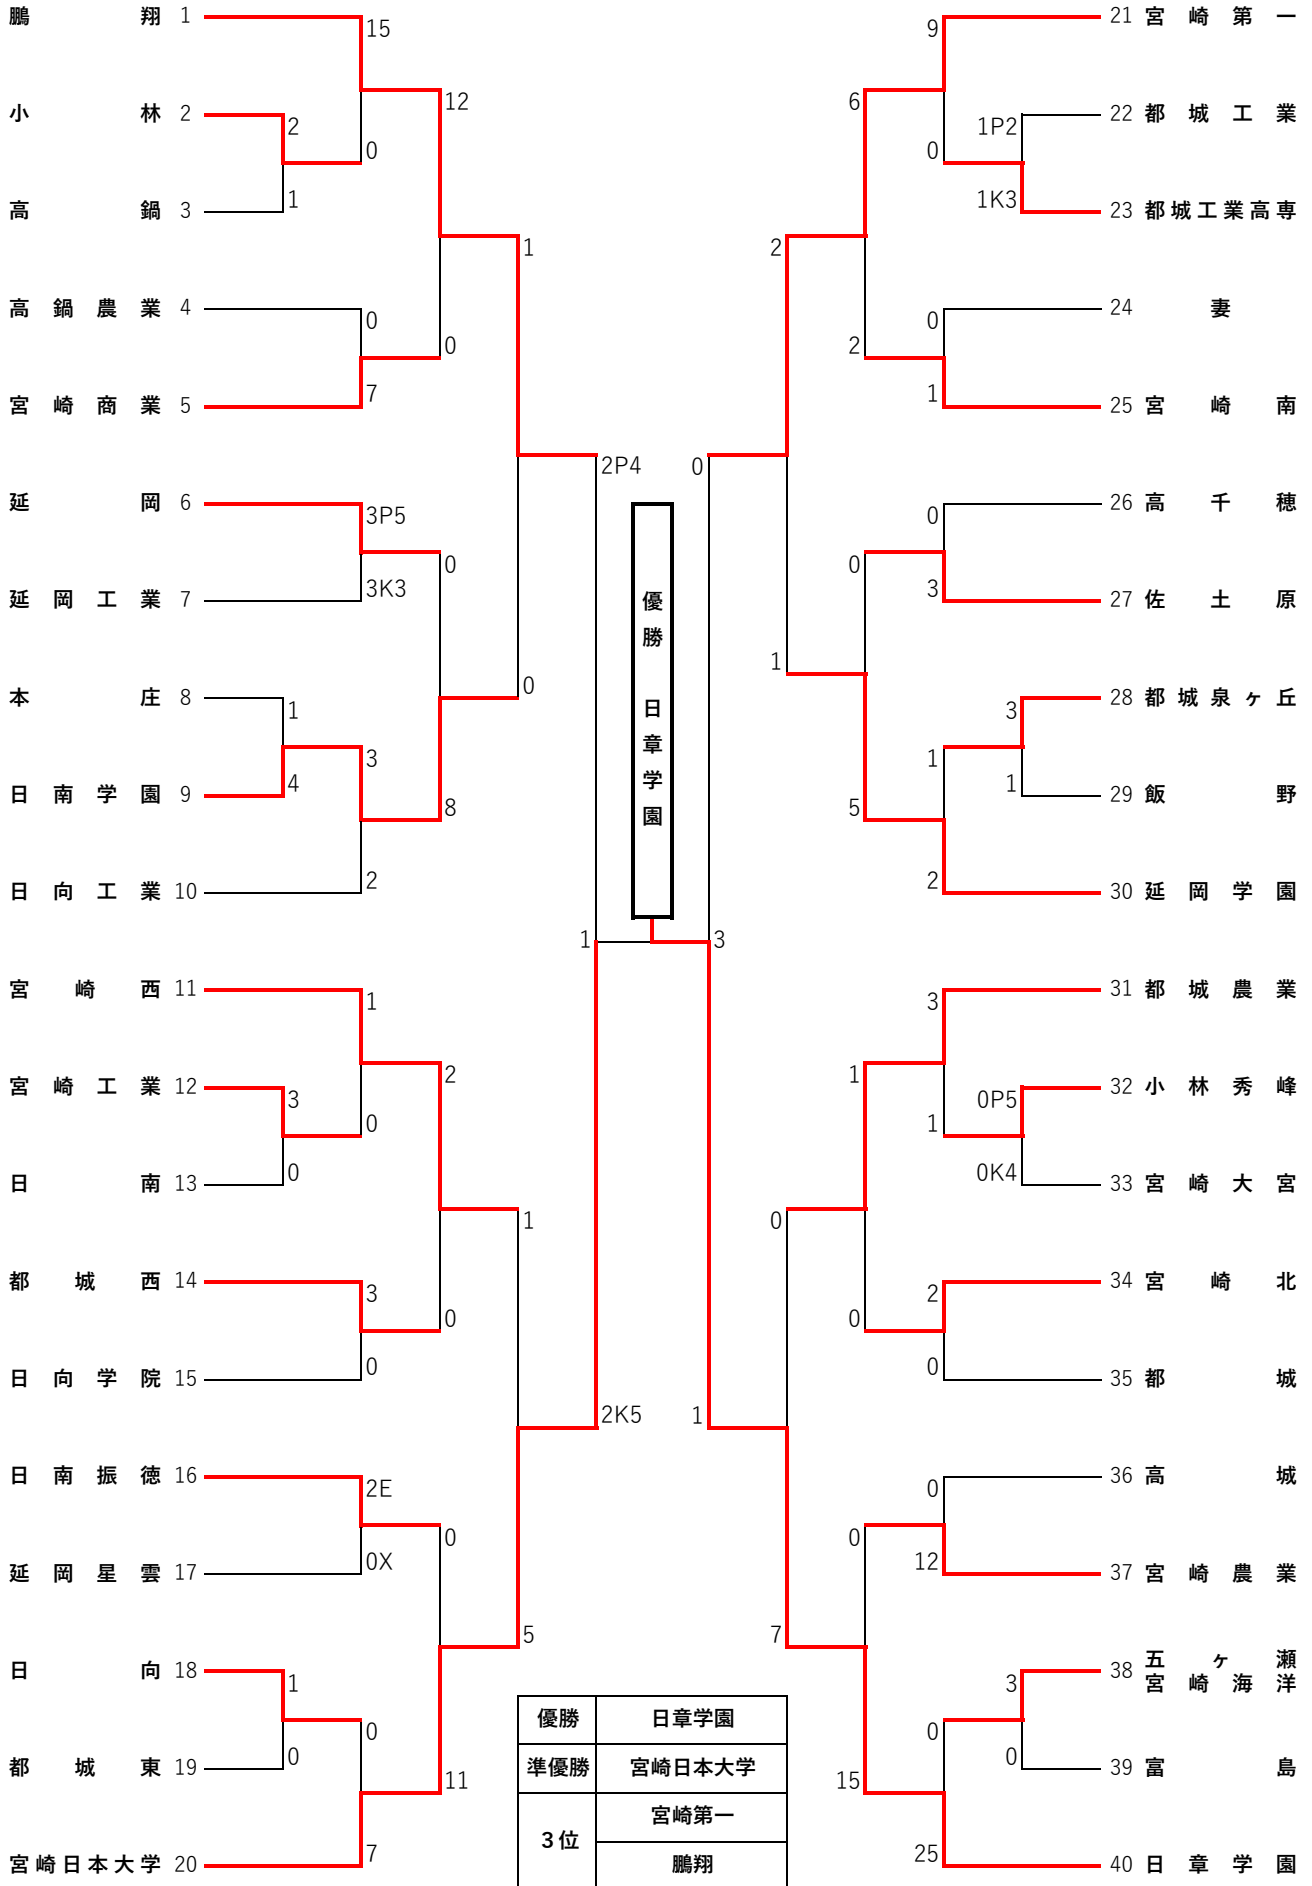 鵬翔 1
小林 2
高鍋 3
高鍋農業 4
宮崎商業 5
延岡 6
延岡工業 7
本庄 8
日南学園 9
日向工業 10
宮崎西 11
宮崎工業 12
日南 13
都城西 14
日向学院 15
日南振徳 16
延岡星雲 17
日向 18
都城東 19
宮崎日本大学 20
2
1
1
4
3
0
1
0
15
0
0
7
3P5
3K3
3
2
1
0
3
0
2E
0X
0
7
12
0
0
8
2
0
0
11
1
0
1
5
2P4
2K5
1
優勝 日章学園
3
0
1
2
1
0
7
6
2
0
5
1
0
0
15
9
0
0
1
0
3
1
2
3
1
2
0
0
12
0
25
1P2
1K3
3
1
0P5
0K4
3
0
21 宮崎第一
22 都城工業
23 都城工業高専
24 妻
25 宮崎南
26 高千穂
27 佐土原
28 都城泉ヶ丘
29 飯野
30 延岡学園
31 都城農業
32 小林秀峰
33 宮崎大宮
34 宮崎北
35 都城
36 高城
37 宮崎農業
38 五ヶ瀬
宮崎海洋
39 富島
40 日章学園
優勝 日章学園
準優勝 宮崎日本大学
3位 宮崎第一
鵬翔